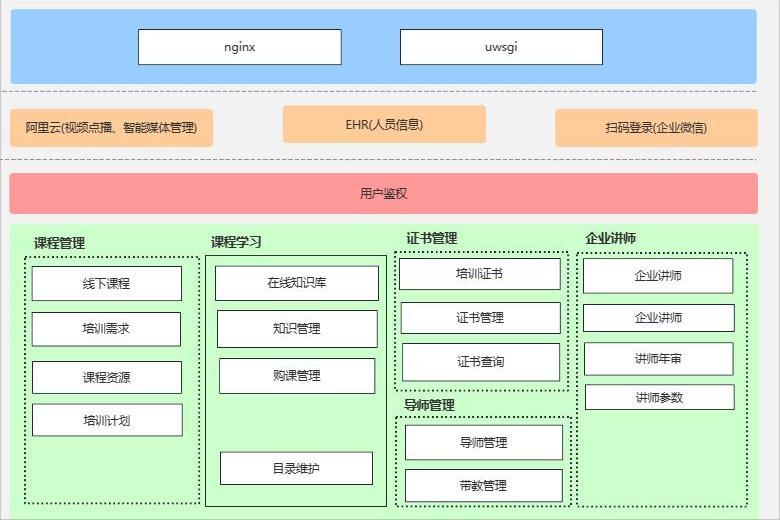 nginx
uwsgi
阿里云(视频点播、智能媒体管理)
EHR(人员信息)
扫码登录(企业微信)
用户鉴权
课程管理
线下课程
培训需求
课程资源
培训计划
课程学习
在线知识库
知识管理
购课管理
目录维护
证书管理
培训证书
证书管理
证书查询
导师管理
导师管理
带教管理
企业讲师
企业讲师
企业讲师
讲师年审
讲师参数